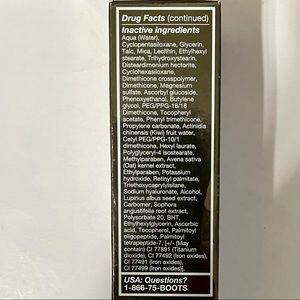 Drug Facts (continued)
Inactive ingredients
Aqua (Water),
Cyclopentasiloxane, Glycerin,
Talc, Mica, Lecithin, Ethylhexyl
stearate, Trihydroxystearin,
Disteardimonium hectorite,
Cyclohexasiloxane,
Dimethicone crosspolymer,
Dimethicone, Magnesium
sulfate, Ascorbyl glucoside,
Phenoxyethanol, Butylene
glycol, PEG/PPG-18/18
Dimethicone, Tocopheryl
acetate, Phenyl trimethicone,
Propylene carbonate, Actinidia
chinensis (Kiwi) fruit water,
Cetyl PEG/PPG-10/1
dimethicone, Hexyl laurate,
Polyglyceryl-4 isostearate,
Methylparaben, Avena sativa
(Oat) kernel extract,
Ethylparaben, Potassium
hydroxide, Retinyl palmitate,
Triethoxycaprylylsilane,
Sodium hyaluronate, Alcohol,
Lupinus albus seed extract,
Carbomer, Sophora
angustifolia root extract,
Polysorbate 20, BHT,
Ethylhexylglycerin, Ascorbic
acid, Tocopherol, Palmitoyl
oligopeptide, Palmitoyl
tetrapeptide-7, [+/- (May
contain) CI 77891 (Titanium
dioxide), CI 77492 (Iron oxides),
CI 77491 (Iron oxides),
CI 77499 (Iron oxides)].
USA: Questions?
1-866-75-BOOTS